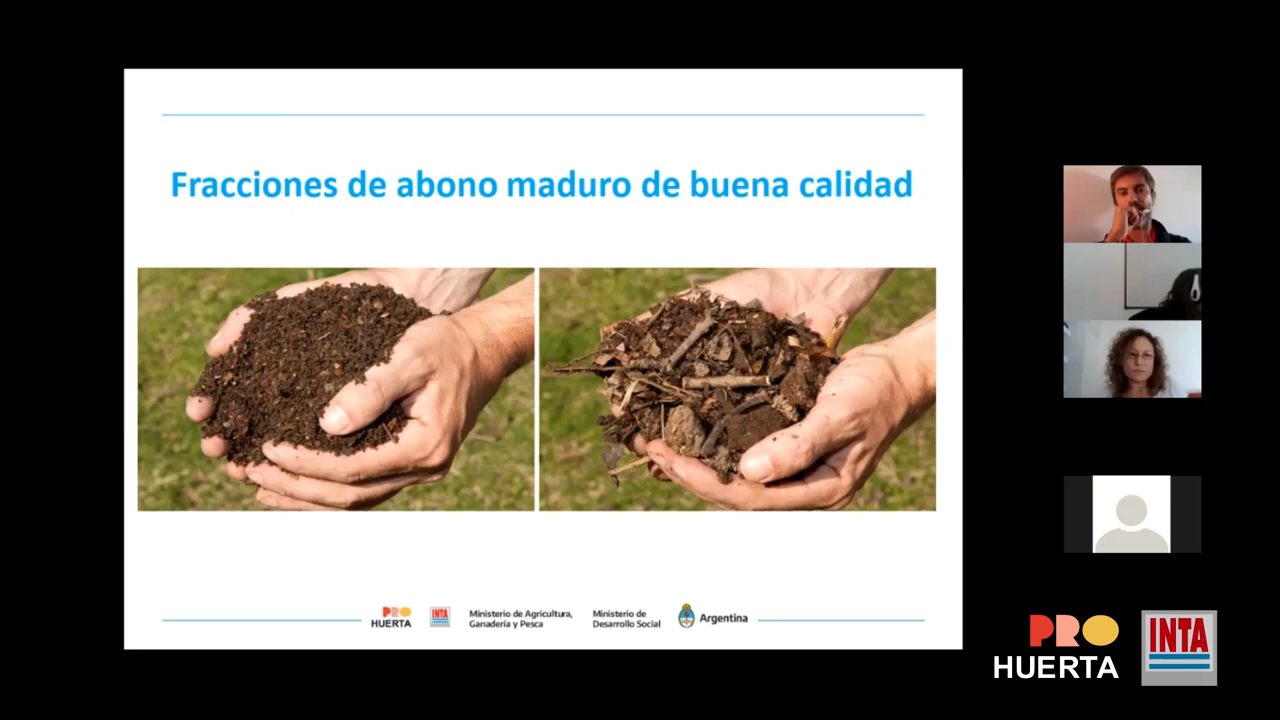 Fracciones de abono maduro de buena calidad
PRO
HUERTA
INTA
Ministerio de Agricultura,
Ganadería y Pesca
Ministerio de
Desarrollo Social
Argentina
PRO
HUERTA
INTA